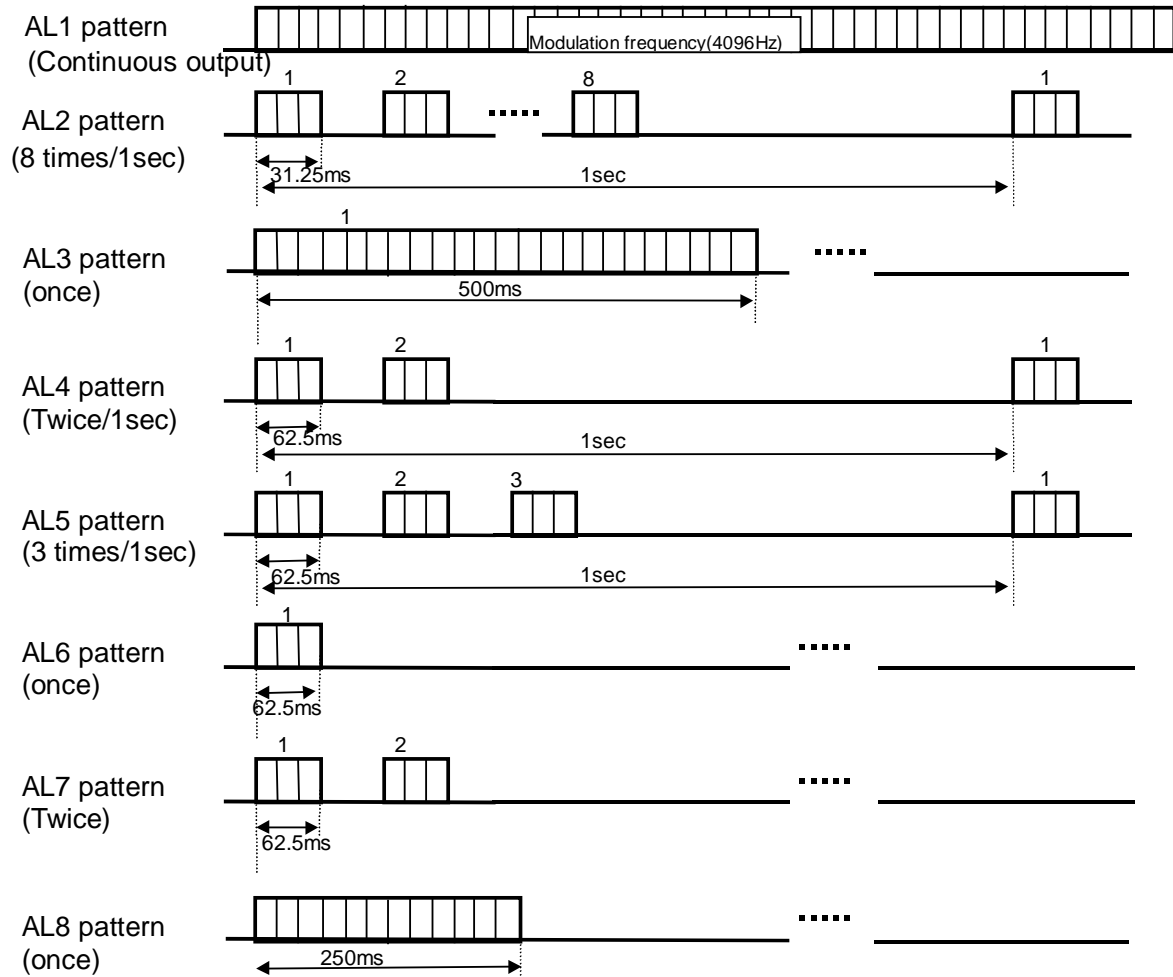 AL1 pattern
(Continuous output)
Modulation frequency(4096Hz)
1 2 8 1
AL2 pattern
(8 times/1sec)
31.25ms
1sec
1
AL3 pattern
(once)
500ms
1 2 1
AL4 pattern
(Twice/1sec)
62.5ms
1sec
1 2 3 1
AL5 pattern
(3 times/1sec)
62.5ms
1sec
1
AL6 pattern
(once)
62.5ms
1 2
AL7 pattern
(Twice)
62.5ms
AL8 pattern
(once)
250ms